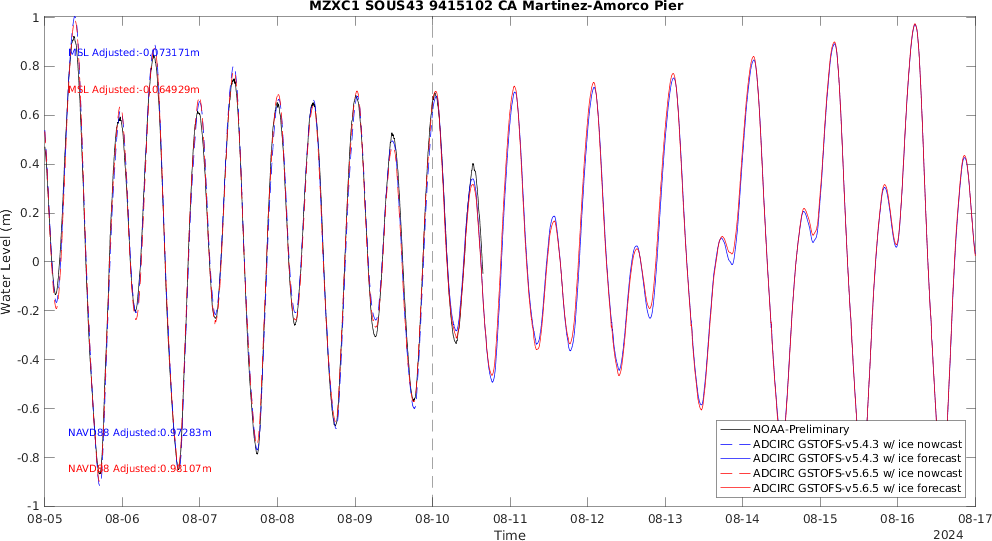 MZXC1 SOUS43 9415102 CA Martinez-Amorco Pier
1
0.8
0.6
0.4
0.2
0
-0.2
-0.4
-0.6
-0.8
-1
Water Level (m)
MSL Adjusted:-0.073171m
MSL Adjusted:-0.064929m
NAVD88 Adjusted:0.97283m
NAVD88 Adjusted:0.98107m
NOAA-Preliminary
ADCIRC GSTOFS-v5.4.3 w/ ice nowcast
ADCIRC GSTOFS-v5.4.3 w/ ice forecast
ADCIRC GSTOFS-v5.6.5 w/ ice nowcast
ADCIRC GSTOFS-v5.6.5 w/ ice forecast
08-05 08-06 08-07 08-08 08-09 08-10 08-11 08-12 08-13 08-14 08-15 08-16 08-17
Time
2024